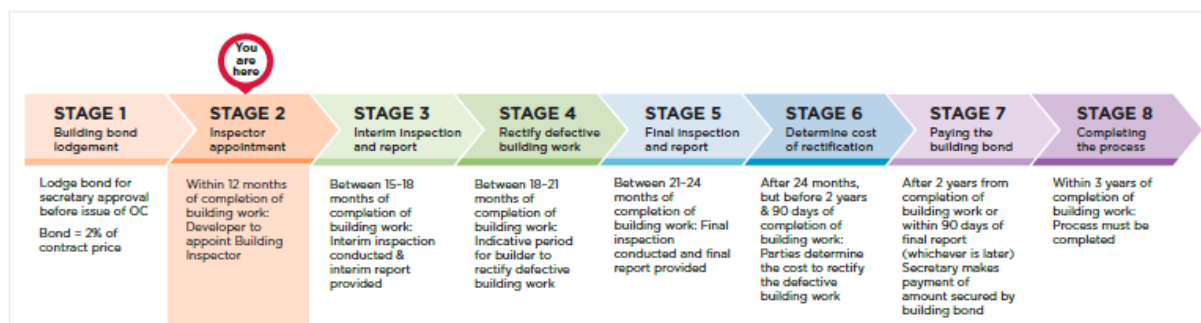 You
are
here
STAGE 1
Building bond
lodgement
STAGE 2
Inspector
appointment
STAGE 3
Interim inspection
and report
STAGE 4
Rectify defective
building work
STAGE 5
Final inspection
and report
STAGE 6
Determine cost
of rectification
STAGE 7
Paying the
building bond
STAGE 8
Completing
the process
Lodge bond for
secretary approval
before issue of OC
Bond = 2% of
contract price
Within 12 months
of completion of
building work:
Developer to
appoint Building
Inspector
Between 15–18
months of
completion of
building work:
Interim inspection
conducted &
interim report
provided
Between 18–21
months of
completion of
building work:
Indicative period
for builder to
rectify defective
building work
Between 21–24
months of
completion of
building work: Final
inspection
conducted and final
report provided
After 24 months,
but before 2 years
& 90 days of
completion of
building work:
Parties determine
the cost to rectify
the defective
building work
After 2 years from
completion of
building work or
within 90 days of
final report
(whichever is later)
Secretary makes
payment of
amount secured by
building bond
Within 3 years of
completion of
building work:
Process must be
completed